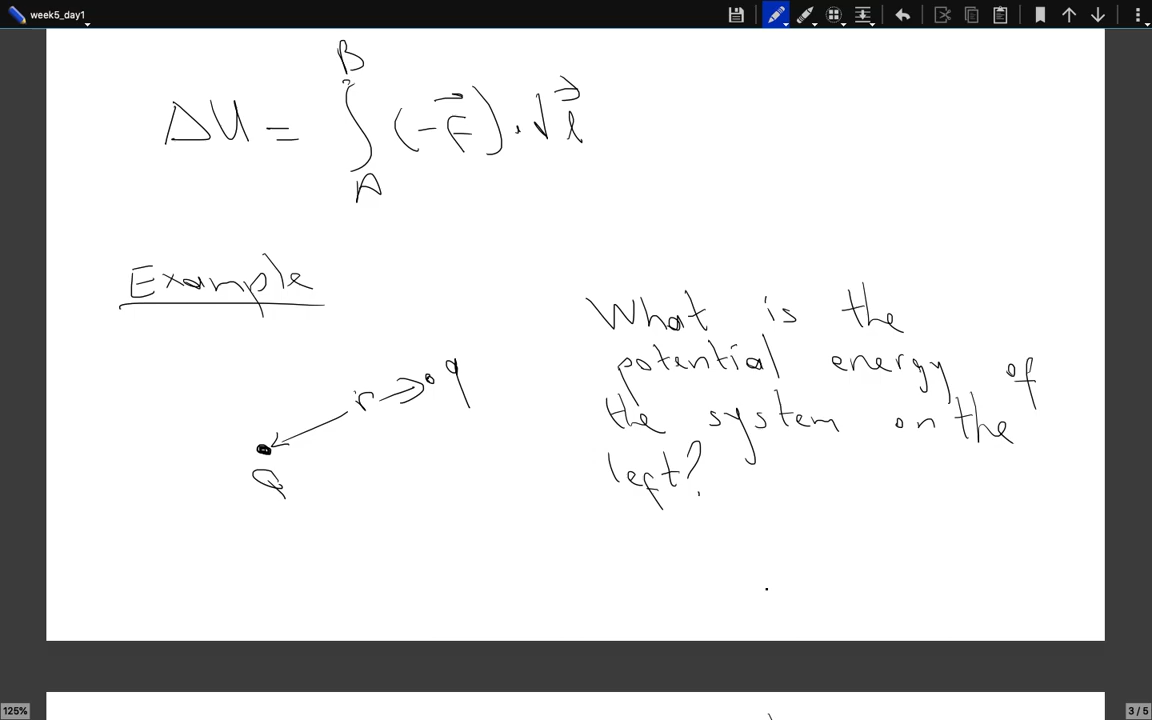 week5_day1
B
ΔU = ∫ (-F⃗) . dl⃗
A
Example
What is the
potential energy of
the system on the
left?
r
q
Q
125%
3 / 5